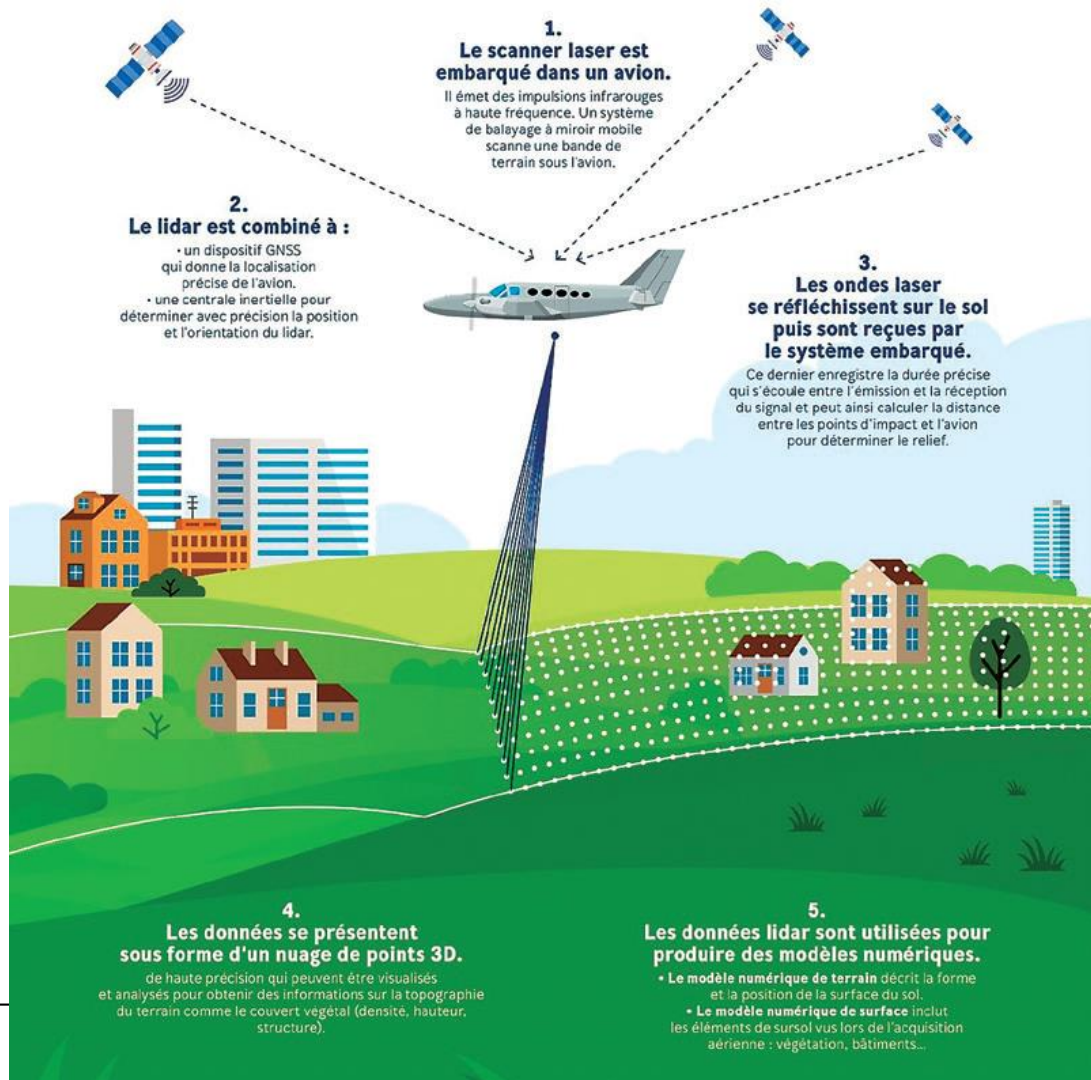 1.
Le scanner laser est
embarqué dans un avion.
Il émet des impulsions infrarouges
à haute fréquence. Un système
de balayage à miroir mobile
scanne une bande de
terrain sous l'avion.
2.
Le lidar est combiné à :
• un dispositif GNSS
qui donne la localisation
précise de l'avion.
• une centrale inertielle pour
déterminer avec précision la position
et l'orientation du lidar.
3.
Les ondes laser
se réfléchissent sur le sol
puis sont reçues par
le système embarqué.
Ce dernier enregistre la durée précise
qui s'écoule entre l'émission et la réception
du signal et peut ainsi calculer la distance
entre les points d'impact et l'avion
pour déterminer le relief.
4.
Les données se présentent
sous forme d'un nuage de points 3D.
de haute précision qui peuvent être visualisés
et analysés pour obtenir des informations sur la topographie
du terrain comme le couvert végétal (densité, hauteur,
structure).
5.
Les données lidar sont utilisées pour
produire des modèles numériques.
• Le modèle numérique de terrain décrit la forme
et la position de la surface du sol.
• Le modèle numérique de surface inclut
les éléments de sursol vus lors de l'acquisition
aérienne : végétation, bâtiments...